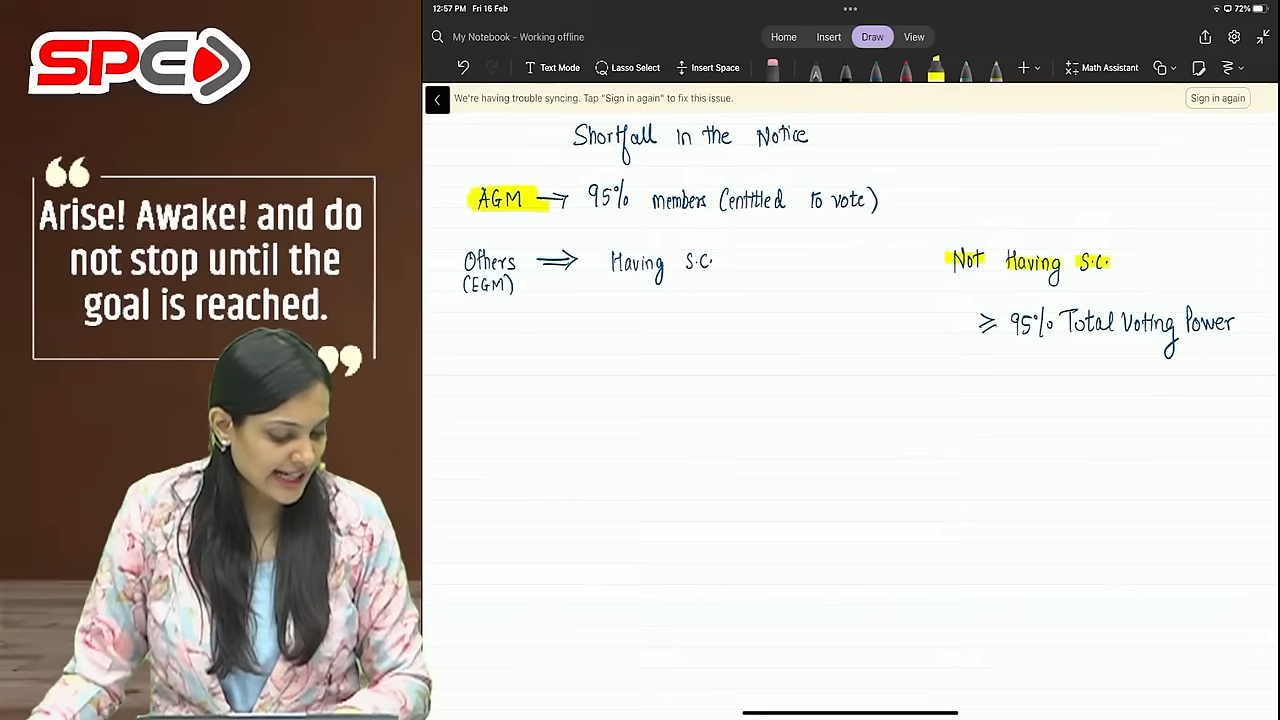 SPC
“
Arise! Awake! and do
not stop until the
goal is reached.
”
12:57 PM Fri 16 Feb
72%
My Notebook - Working offline
Home Insert Draw View
Text Mode Lasso Select Insert Space Math Assistant
We're having trouble syncing. Tap "Sign in again" to fix this issue. Sign in again
Shortfall in the Notice
AGM → 95% members (entitled to vote)
Others ⇒ Having S.C. Not Having S.C.
(EGM)
≥ 95% Total Voting Power